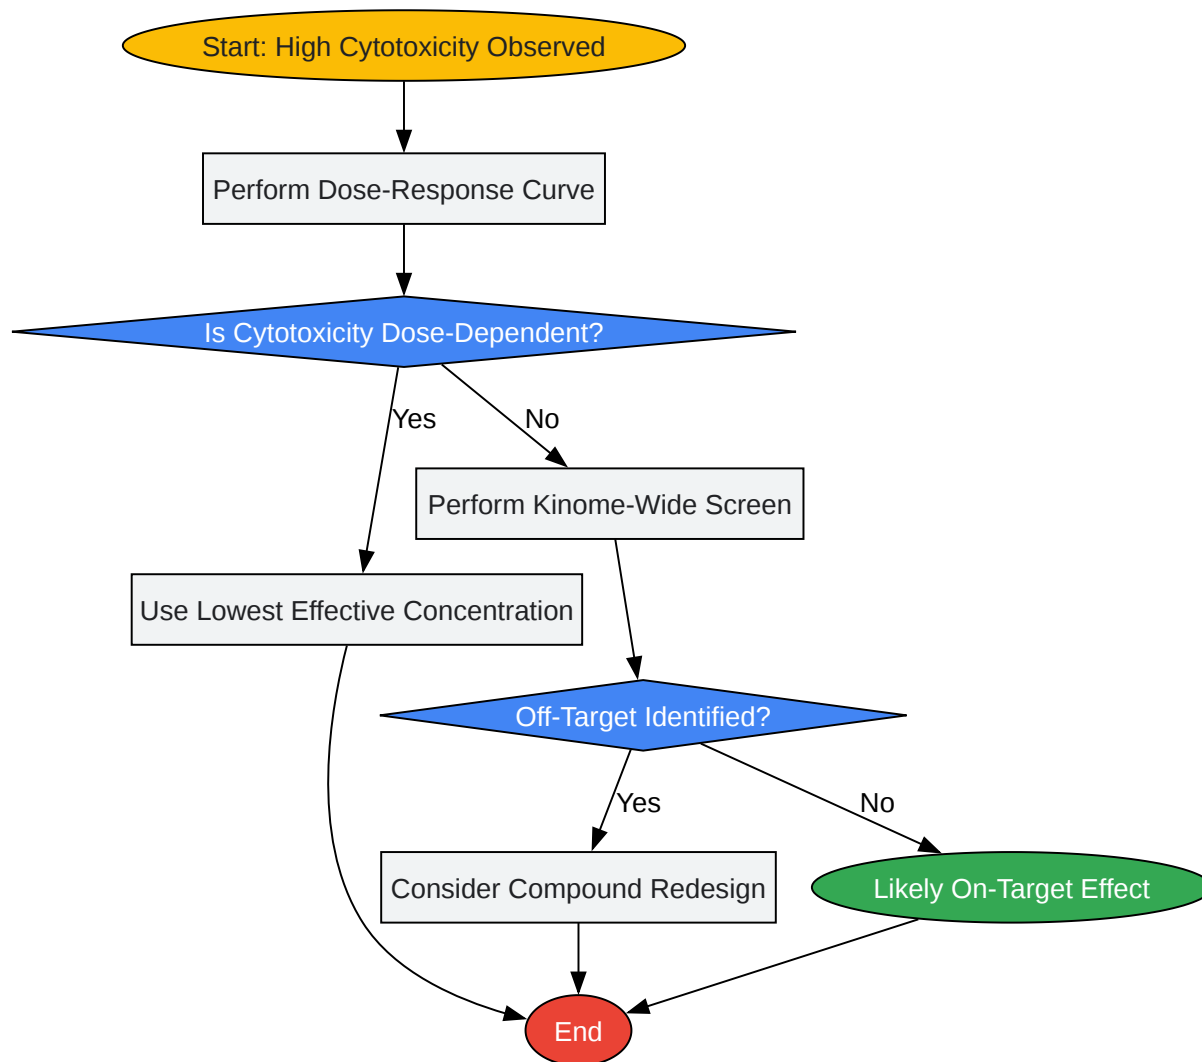 Start: High Cytotoxicity Observed
Perform Dose-Response Curve
Is Cytotoxicity Dose-Dependent?
Yes
No
Perform Kinome-Wide Screen
Use Lowest Effective Concentration
Off-Target Identified?
Yes
No
Consider Compound Redesign
Likely On-Target Effect
End